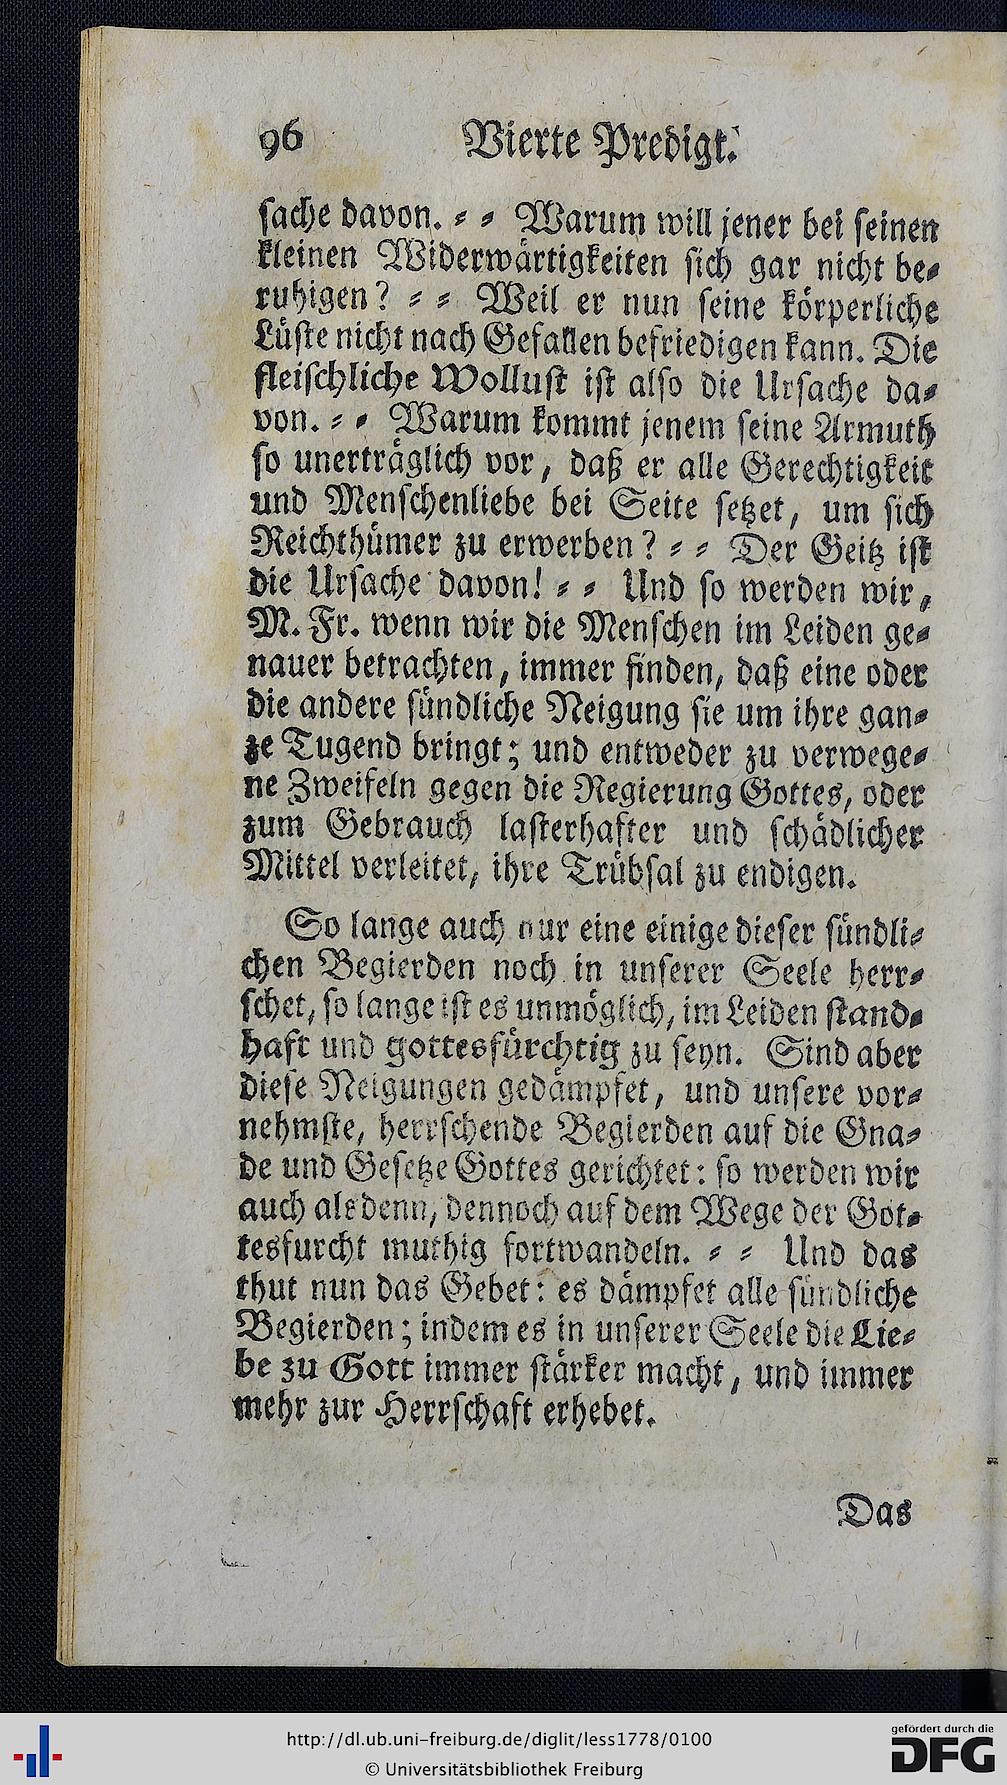 96 Vierte Predigt.
sache davon. ⸗ ⸗ Warum will jener bei seinen
kleinen Widerwärtigkeiten sich gar nicht be⸗
ruhigen? ⸗ ⸗ Weil er nun seine körperliche
Lüste nicht nach Gefallen befriedigen kann. Die
fleischliche Wollust ist also die Ursache da⸗
von. ⸗ ⸗ Warum kommt jenem seine Armuth
so unerträglich vor, daß er alle Gerechtigkeit
und Menschenliebe bei Seite setzet, um sich
Reichthümer zu erwerben? ⸗ ⸗ Der Geitz ist
die Ursache davon! ⸗ ⸗ Und so werden wir,
M. Fr. wenn wir die Menschen im Leiden ge⸗
nauer betrachten, immer finden, daß eine oder
die andere sündliche Neigung sie um ihre gan⸗
ze Tugend bringt; und entweder zu verwege⸗
ne Zweifeln gegen die Regierung Gottes, oder
zum Gebrauch lasterhafter und schädlicher
Mittel verleitet, ihre Trübsal zu endigen.
So lange auch nur eine einige dieser sündli⸗
chen Begierden noch in unserer Seele herr⸗
schet, so lange ist es unmöglich, im Leiden stand⸗
haft und gottesfürchtig zu seyn. Sind aber
diese Neigungen gedämpfet, und unsere vor⸗
nehmste, herrschende Begierden auf die Gna⸗
de und Gesetze Gottes gerichtet: so werden wir
auch alsdenn, dennoch auf dem Wege der Got⸗
tesfurcht muthig fortwandeln. ⸗ ⸗ Und das
thut nun das Gebet: es dämpfet alle sündliche
Begierden; indem es in unserer Seele die Lie⸗
be zu Gott immer stärker macht, und immer
mehr zur Herrschaft erhebet.
Das
http://dl.ub.uni-freiburg.de/diglit/less1778/0100
© Universitätsbibliothek Freiburg
gefördert durch die
DFG